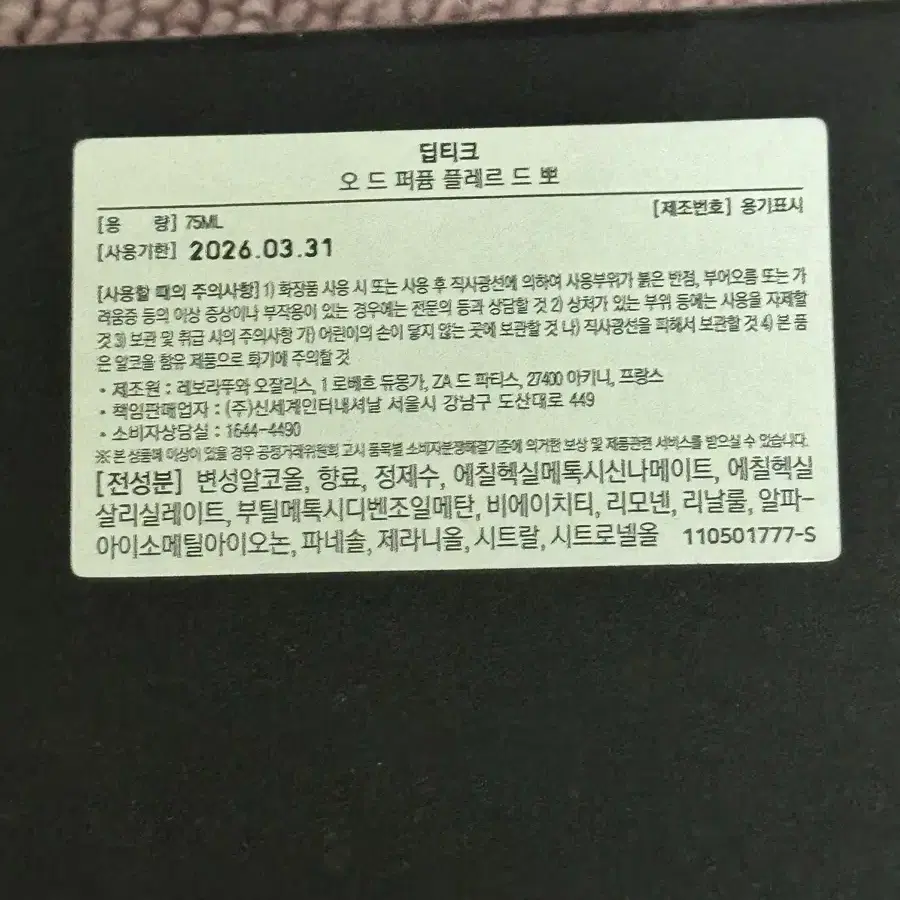 딥티크
오 드 퍼퓸 플레르 드 뽀
[용 량] 75ML [제조번호] 용기표시
[사용기한] 2026.03.31
[사용할 때의 주의사항] 1) 화장품 사용 시 또는 사용 후 직사광선에 의하여 사용부위가 붉은 반점, 부어오름 또는 가
려움증 등의 이상 증상이나 부작용이 있는 경우에는 전문의 등과 상담할 것 2) 상처가 있는 부위 등에는 사용을 자제할
것 3) 보관 및 취급 시의 주의사항 가) 어린이의 손이 닿지 않는 곳에 보관할 것 나) 직사광선을 피해서 보관할 것 4) 본 품
은 알코올 함유 제품으로 화기에 주의할 것
• 제조원 : 레보라뚜와 오잘리스, 1 로베흐 듀몽가, ZA 드 파티스, 27400 아키니, 프랑스
• 책임판매업자 : (주)신세계인터내셔날 서울시 강남구 도산대로 449
• 소비자상담실 : 1644-4490
※ 본 상품에 이상이 있을 경우 공정거래위원회 고시 품목별 소비자분쟁해결기준에 의거한 보상 및 제품관련 서비스를 받으실 수 있습니다.
[전성분] 변성알코올, 향료, 정제수, 에칠헥실메톡시신나메이트, 에칠헥실
살리실레이트, 부틸메톡시디벤조일메탄, 비에이치티, 리모넨, 리날룰, 알파-
아이소메틸아이오논, 파네솔, 제라니올, 시트랄, 시트로넬올 110501777-S